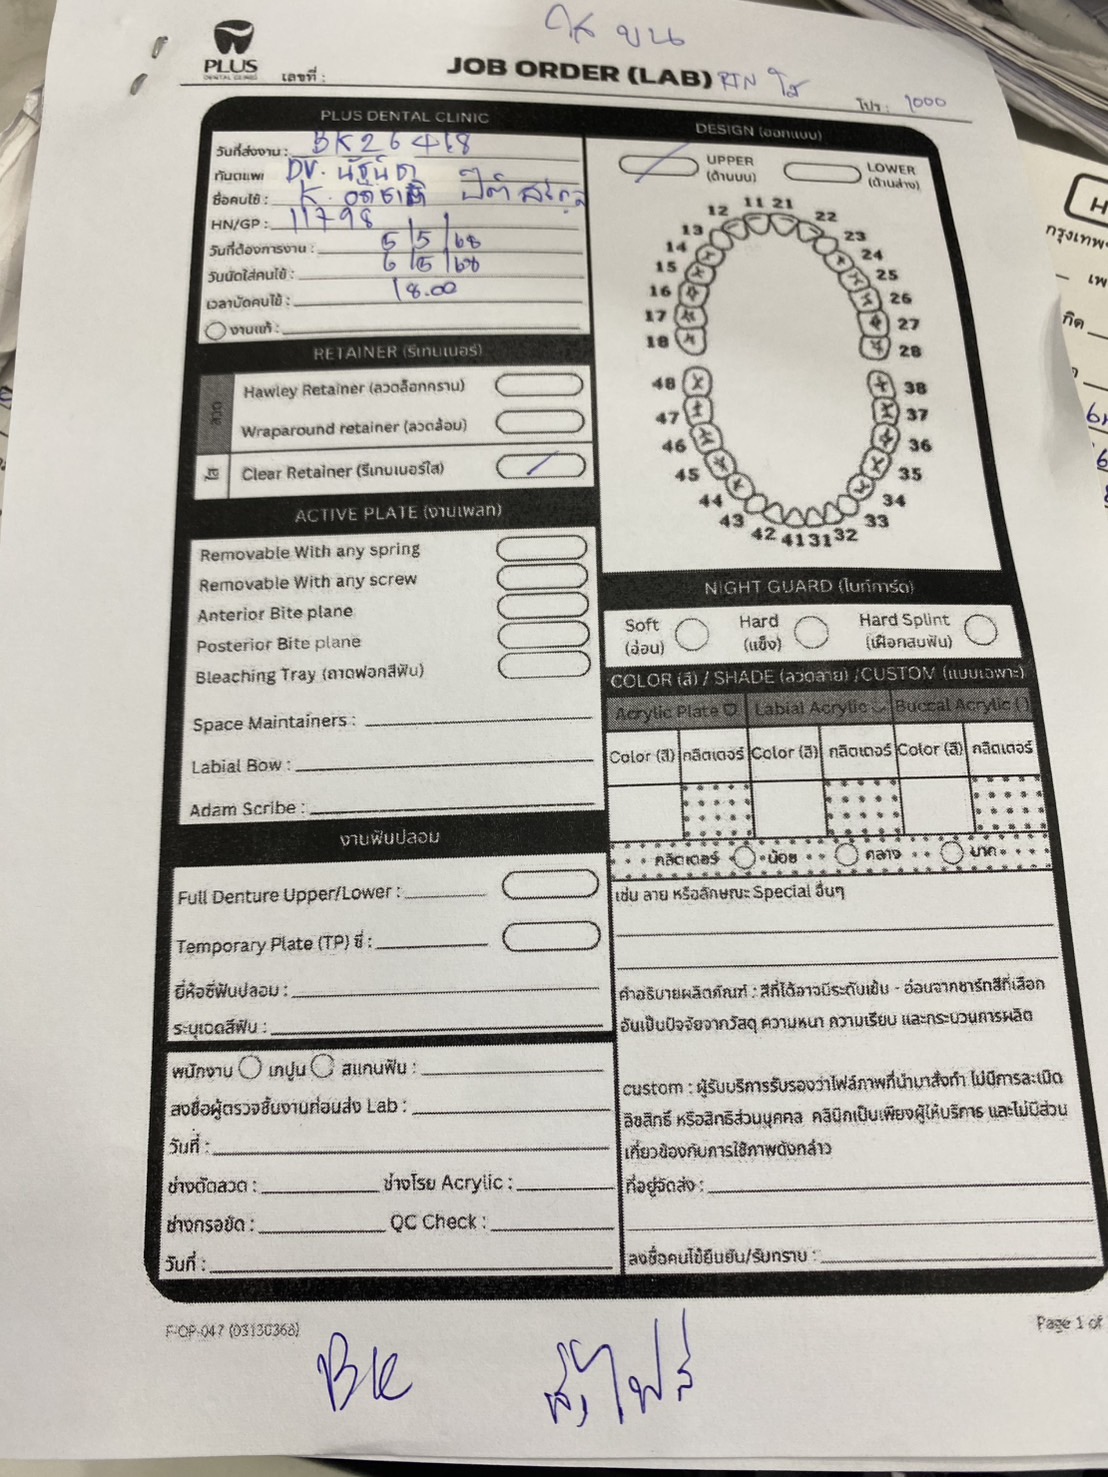 ใส บน
PLUS
DENTAL CLINIC
เลขที่ :
JOB ORDER (LAB) RTN ใส
โปร : 1000
PLUS DENTAL CLINIC
วันที่ส่งงาน : BK 26 4 68
ทันตแพ Dr. นัฐนิชา
ชื่อคนไข้ : K.
HN/GP : 11798
วันที่ต้องการงาน : 5/5/68
วันนัดใส่คนไข้ : 6/5/68
เวลานัดคนไข้ : 18.00
งานแก้ :
RETAINER (รีเทนเนอร์)
ลวด
Hawley Retainer (ลวดล็อกกราม)
Wraparound retainer (ลวดล้อม)
ใส
Clear Retainer (รีเทนเนอร์ใส)
ACTIVE PLATE (งานเพลท)
Removable With any spring
Removable With any screw
Anterior Bite plane
Posterior Bite plane
Bleaching Tray (ถาดฟอกสีฟัน)
Space Maintainers :
Labial Bow :
Adam Scribe :
งานฟันปลอม
Full Denture Upper/Lower :
Temporary Plate (TP) ซี่ :
ยี่ห้อซี่ฟันปลอม :
ระบุเฉดสีฟัน :
พนักงาน เทปูน สแกนฟัน :
ลงชื่อผู้ตรวจชิ้นงานก่อนส่ง Lab :
วันที่ :
ช่างดัดลวด : ช่างโรย Acrylic :
ช่างกรอขัด : QC Check :
วันที่ :
DESIGN (ออกแบบ)
UPPER
(ด้านบน)
LOWER
(ด้านล่าง)
11 21
12 22
13 23
14 24
15 25
16 26
17 27
18 28
48 38
47 37
46 36
45 35
44 34
43 33
42 41 31 32
NIGHT GUARD (ไนท์การ์ด)
Soft
(อ่อน)
Hard
(แข็ง)
Hard Splint
(เฝือกสบฟัน)
COLOR (สี) / SHADE (ลวดลาย) /CUSTOM (แบบเฉพาะ)
Acrylic Plate Labial Acrylic Buccal Acrylic ()
Color (สี) กลิตเตอร์ Color (สี) กลิตเตอร์ Color (สี) กลิตเตอร์
กลิตเตอร์ น้อย กลาง มาก
เช่น ลาย หรือลักษณะ Special อื่นๆ
คำอธิบายผลิตภัณฑ์ : สีที่ได้อาจมีระดับเข้ม - อ่อนจากชาร์ทสีที่เลือก
อันเป็นปัจจัยจากวัสดุ ความหนา ความเรียบ และกระบวนการผลิต
custom : ผู้รับบริการรับรองว่าไฟล์ภาพที่นำมาสั่งทำ ไม่มีการละเมิด
ลิขสิทธิ์ หรือสิทธิส่วนบุคคล คลินิกเป็นเพียงผู้ให้บริการ และไม่มีส่วน
เกี่ยวข้องกับการใช้ภาพดังกล่าว
ที่อยู่จัดส่ง :
ลงชื่อคนไข้ยืนยัน/รับทราบ :
F-OP-047 (03130368)
Page 1 of
BK ส่งไฟล์
กรุงเทพ